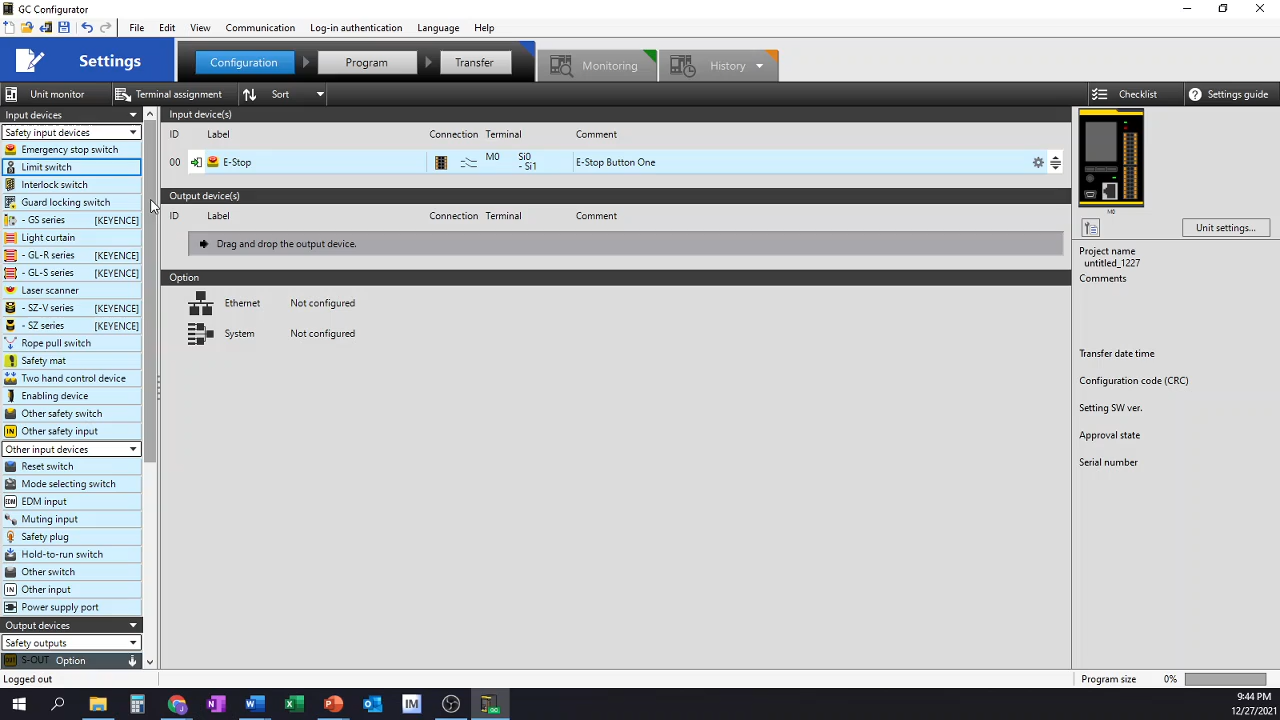 GC Configurator
File Edit View Communication Log-in authentication Language Help
Settings Configuration Program Transfer Monitoring History
Unit monitor Terminal assignment Sort Checklist Settings guide
Input devices
Safety input devices
Emergency stop switch
Limit switch
Interlock switch
Guard locking switch
- GS series [KEYENCE]
Light curtain
- GL-R series [KEYENCE]
- GL-S series [KEYENCE]
Laser scanner
- SZ-V series [KEYENCE]
- SZ series [KEYENCE]
Rope pull switch
Safety mat
Two hand control device
Enabling device
Other safety switch
IN Other safety input
Other input devices
Reset switch
Mode selecting switch
EDM EDM input
Muting input
Safety plug
Hold-to-run switch
Other switch
IN Other input
Power supply port
Output devices
Safety outputs
S-OUT Option
Input device(s)
ID Label Connection Terminal Comment
00 E-Stop M0 Si0 - Si1 E-Stop Button One
Output device(s)
ID Label Connection Terminal Comment
Drag and drop the output device.
Option
Ethernet Not configured
System Not configured
M0
Unit settings...
Project name
untitled_1227
Comments
Transfer date time
Configuration code (CRC)
Setting SW ver.
Approval state
Serial number
Logged out
Program size 0%
9:44 PM
12/27/2021